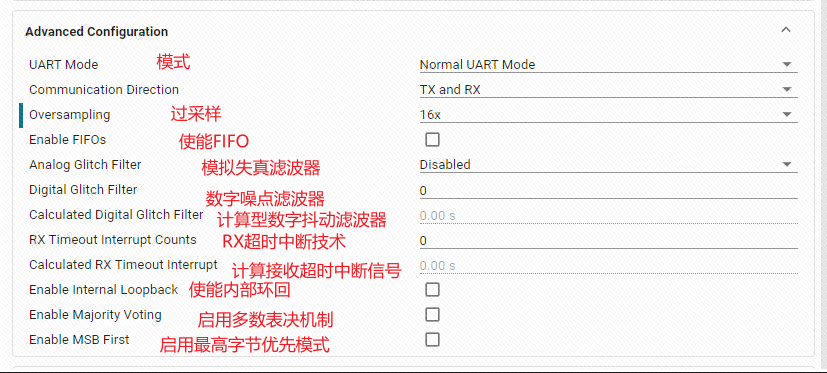 Advanced Configuration
UART Mode 模式 Normal UART Mode
Communication Direction TX and RX
Oversampling 过采样 16x
Enable FIFOs 使能FIFO
Analog Glitch Filter 模拟失真滤波器 Disabled
Digital Glitch Filter 数字噪点滤波器 0
Calculated Digital Glitch Filter 计算型数字抖动滤波器 0.00 s
RX Timeout Interrupt Counts RX超时中断技术 0
Calculated RX Timeout Interrupt 计算接收超时中断信号 0.00 s
Enable Internal Loopback 使能内部环回
Enable Majority Voting 启用多数表决机制
Enable MSB First 启用最高字节优先模式